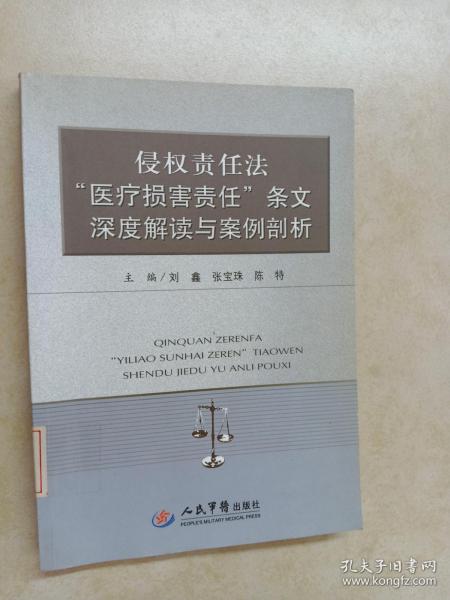 侵权责任法
“医疗损害责任”条文
深度解读与案例剖析
主 编/刘 鑫 张宝珠 陈 特
QINQUAN ZERENFA
“YILIAO SUNHAI ZEREN” TIAOWEN
SHENDU JIEDU YU ANLI POUXI
人民军醫出版社
PEOPLE'S MILITARY MEDICAL PRESS
孔夫子旧书网
www.kongfz.com